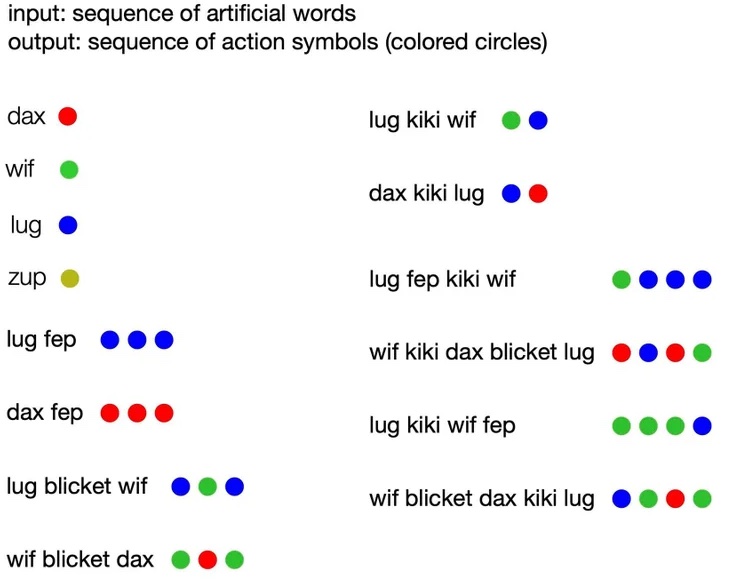 input: sequence of artificial words
output: sequence of action symbols (colored circles)
dax
wif
lug
zup
lug fep
dax fep
lug blicket wif
wif blicket dax
lug kiki wif
dax kiki lug
lug fep kiki wif
wif kiki dax blicket lug
lug kiki wif fep
wif blicket dax kiki lug